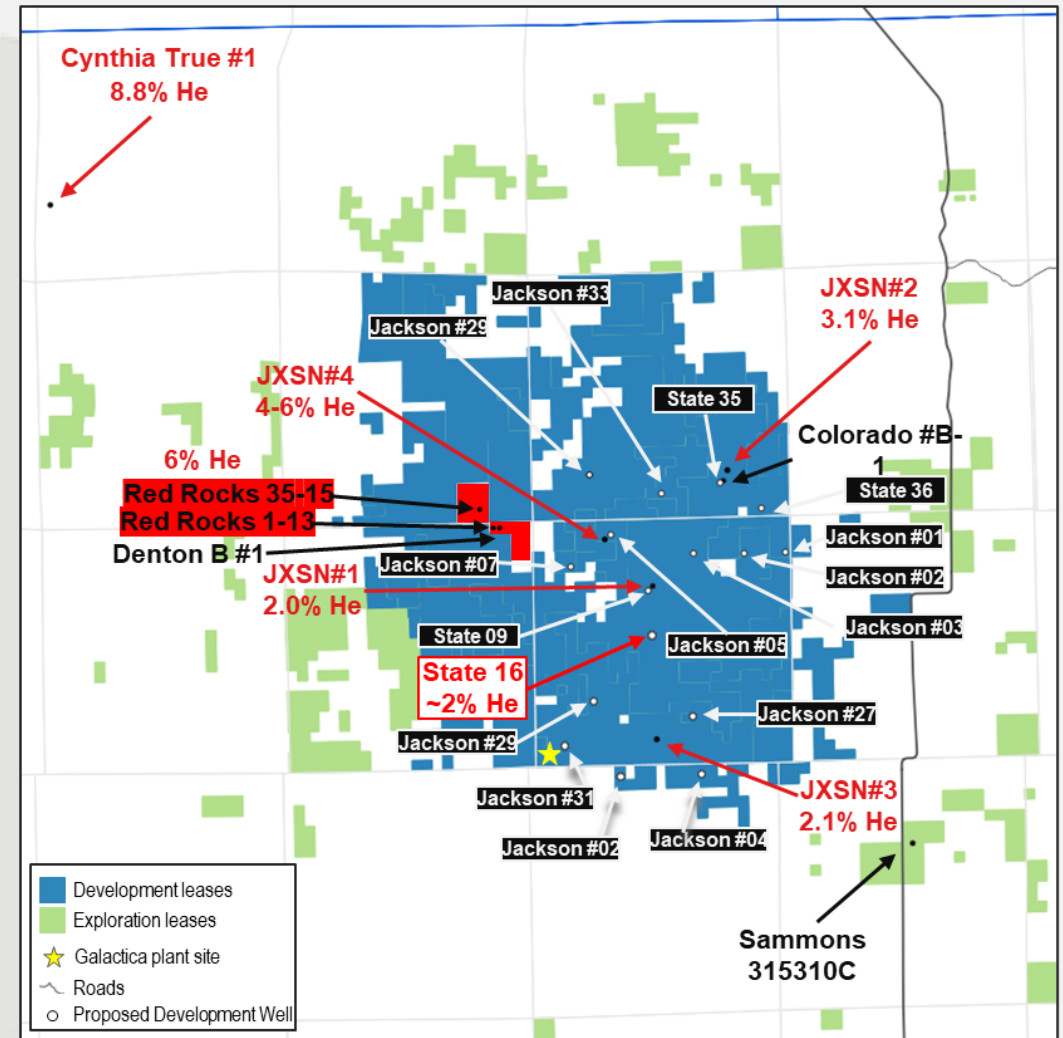 Cynthia True #1
8.8% He
Jackson #33
Jackson #29
JXSN#2
3.1% He
JXSN#4
4-6% He
State 35
Colorado #B-
1
6% He
Red Rocks 35-15
State 36
Red Rocks 1-13
Denton B #1
Jackson #01
Jackson #07
JXSN#1
2.0% He
Jackson #02
Jackson #03
State 09
Jackson #05
State 16
~2% He
Jackson #27
Jackson #29
Jackson #31
JXSN#3
2.1% He
Jackson #02
Jackson #04
Sammons
315310C
Development leases
Exploration leases
Galactica plant site
Roads
Proposed Development Well